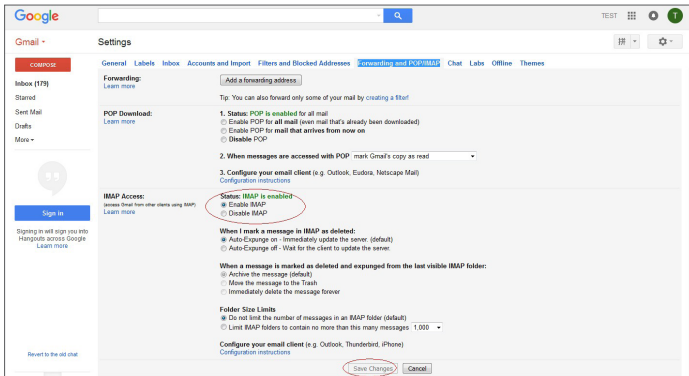 Google
TEST
T
Gmail
Settings
COMPOSE
General Labels Inbox Accounts and Import Filters and Blocked Addresses Forwarding and POP/IMAP Chat Labs Offline Themes
Inbox (179)
Starred
Sent Mail
Drafts
More
Forwarding:
Learn more
Add a forwarding address
Tip: You can also forward only some of your mail by creating a filter!
POP Download:
Learn more
1. Status: POP is enabled for all mail
Enable POP for all mail (even mail that's already been downloaded)
Enable POP for mail that arrives from now on
Disable POP
2. When messages are accessed with POP mark Gmail's copy as read
3. Configure your email client (e.g. Outlook, Eudora, Netscape Mail)
Configuration instructions
IMAP Access:
(access Gmail from other clients using IMAP)
Learn more
Status: IMAP is enabled
Enable IMAP
Disable IMAP
When I mark a message in IMAP as deleted:
Auto-Expunge on - Immediately update the server. (default)
Auto-Expunge off - Wait for the client to update the server.
When a message is marked as deleted and expunged from the last visible IMAP folder:
Archive the message (default)
Move the message to the Trash
Immediately delete the message forever
Folder Size Limits
Do not limit the number of messages in an IMAP folder (default)
Limit IMAP folders to contain no more than this many messages 1,000
Configure your email client (e.g. Outlook, Thunderbird, iPhone)
Configuration instructions
Save Changes Cancel
Sign in
Signing in will sign you into
Hangouts across Google
Learn more
Revert to the old chat